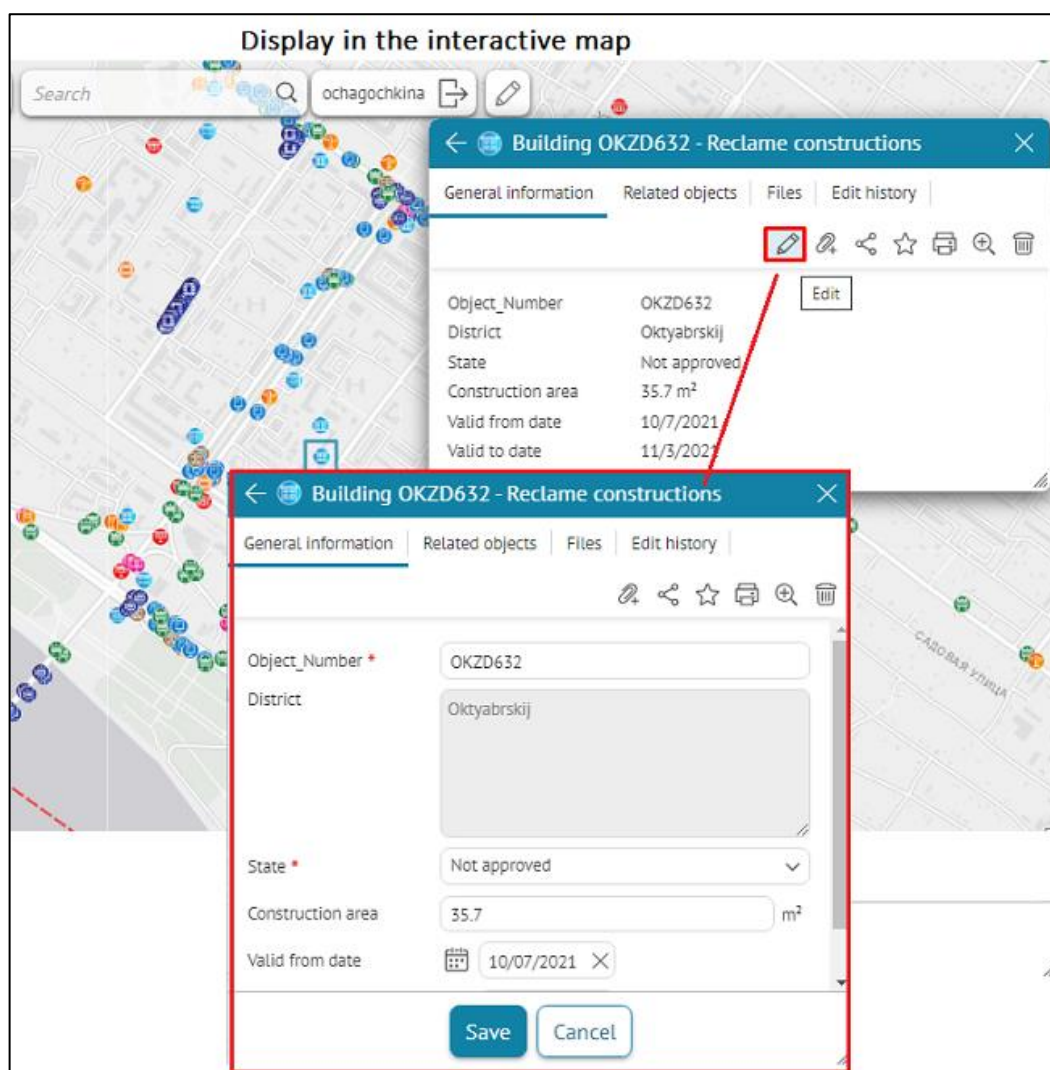 Display in the interactive map
Search
ochagochkina
Building OKZD632 - Reclame constructions
General information Related objects Files Edit history
Edit
Object_Number OKZD632
District Oktyabrskij
State Not approved
Construction area 35.7 m²
Valid from date 10/7/2021
Valid to date 11/3/2021
Building OKZD632 - Reclame constructions
General information Related objects Files Edit history
Object_Number * OKZD632
District Oktyabrskij
State * Not approved
Construction area 35.7 m²
Valid from date 10/07/2021
Save Cancel
САДОВАЯ УЛИЦА